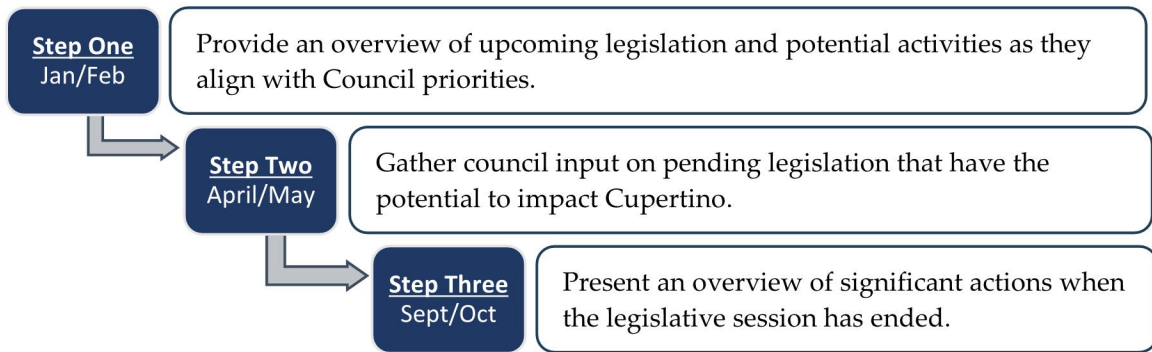 Step One
Jan/Feb
Provide an overview of upcoming legislation and potential activities as they
align with Council priorities.
Step Two
April/May
Gather council input on pending legislation that have the
potential to impact Cupertino.
Step Three
Sept/Oct
Present an overview of significant actions when
the legislative session has ended.